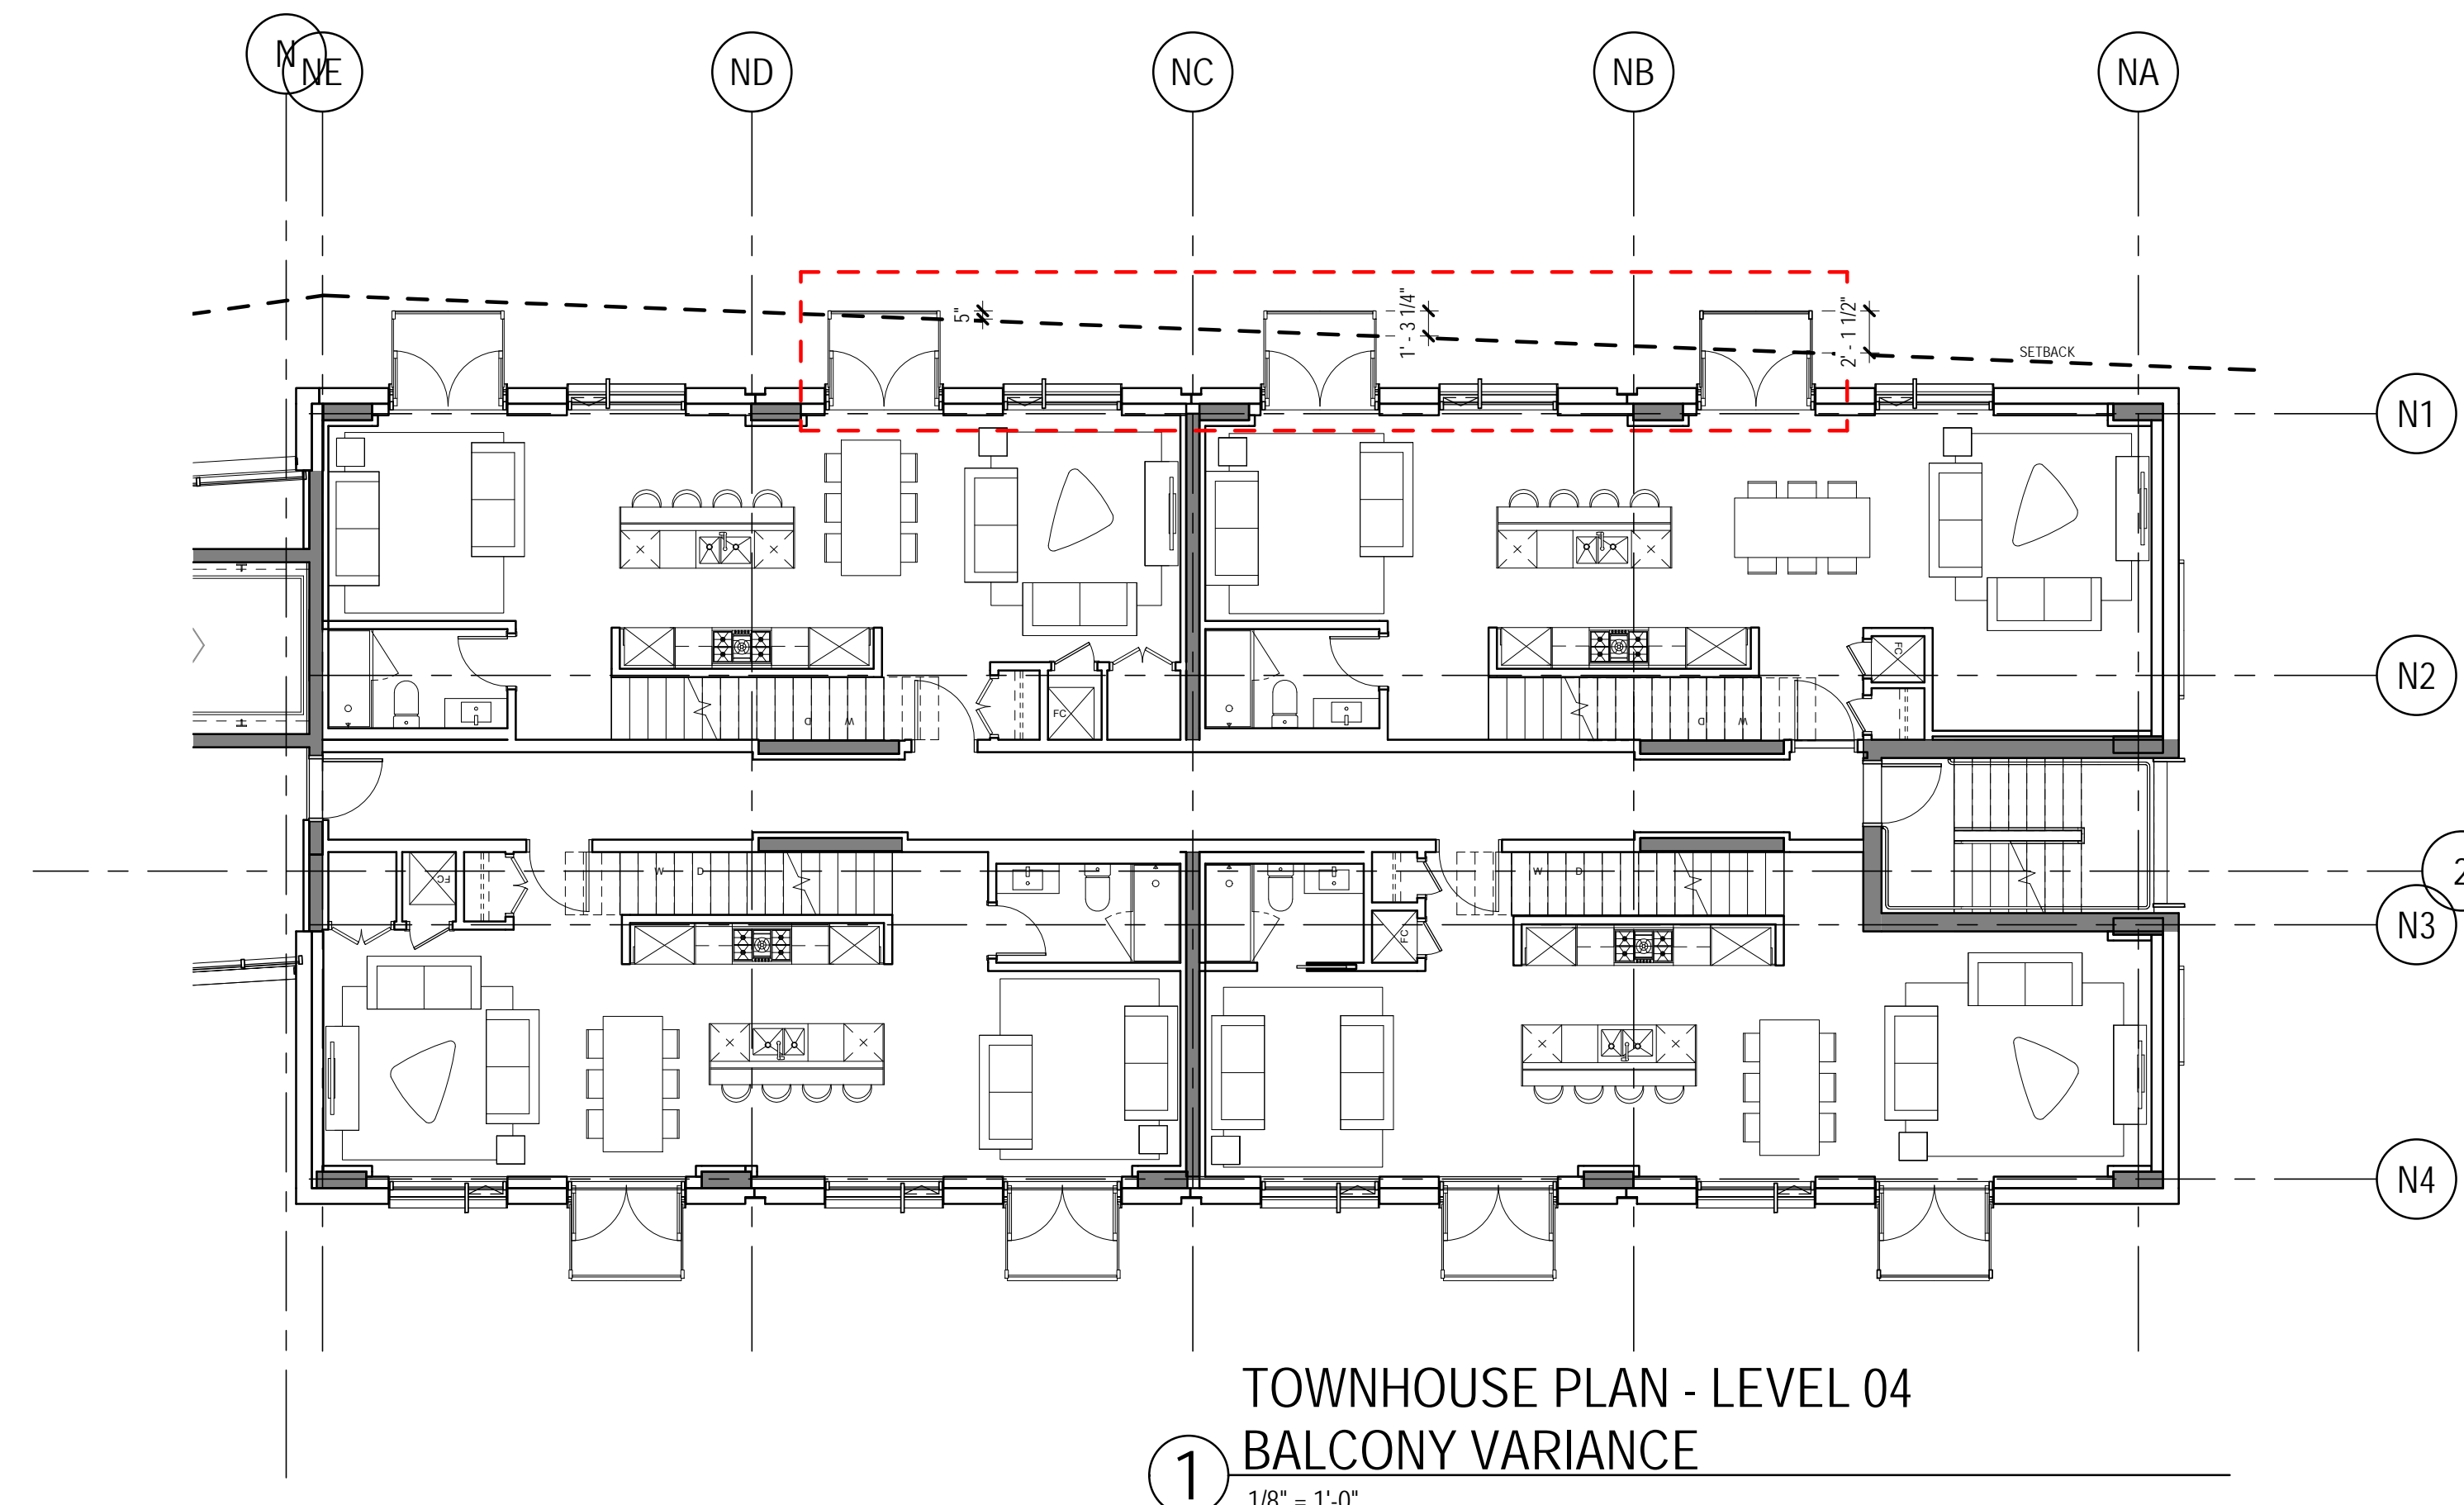 N
NE
ND
NC
NB
NA
5"
1' - 3 1/4"
2' - 1 1/2"
SETBACK
N1
FC
N2
FC
D
W
D
W
2
FC
W
D
W
D
FC
N3
N4
TOWNHOUSE PLAN - LEVEL 04
BALCONY VARIANCE
1
1/8" = 1'-0"